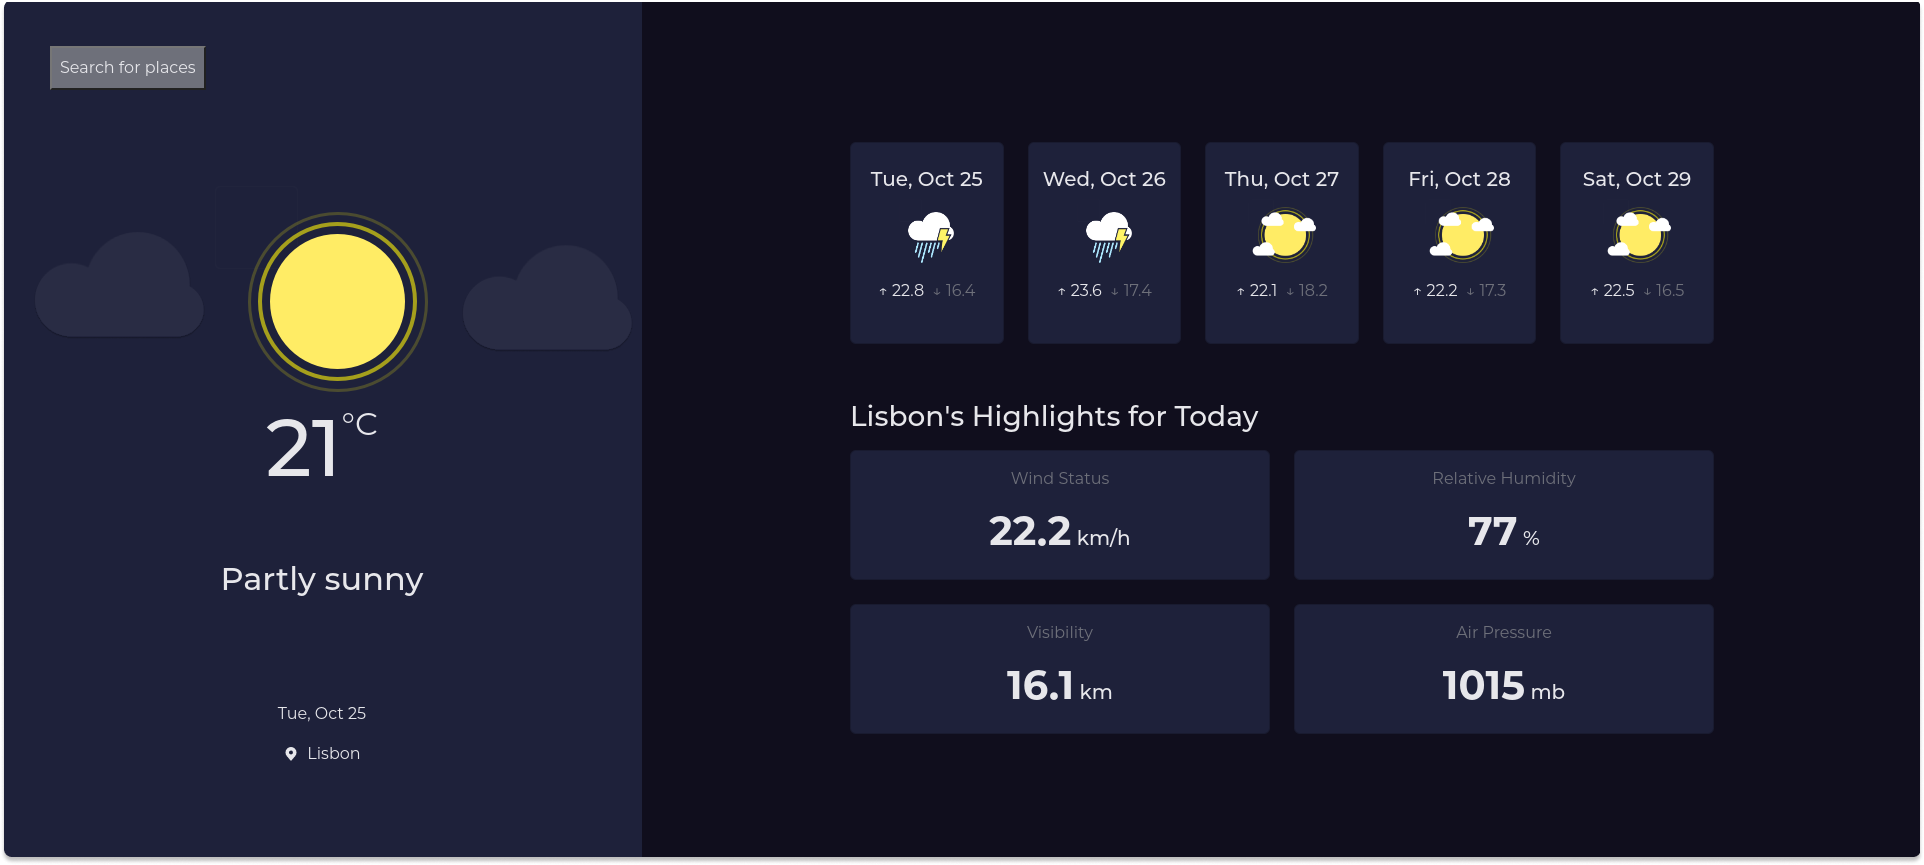 Search for places
21°C
Partly sunny
Tue, Oct 25
Lisbon
Tue, Oct 25
↑ 22.8 ↓ 16.4
Wed, Oct 26
↑ 23.6 ↓ 17.4
Thu, Oct 27
↑ 22.1 ↓ 18.2
Fri, Oct 28
↑ 22.2 ↓ 17.3
Sat, Oct 29
↑ 22.5 ↓ 16.5
Lisbon's Highlights for Today
Wind Status
22.2 km/h
Relative Humidity
77 %
Visibility
16.1 km
Air Pressure
1015 mb